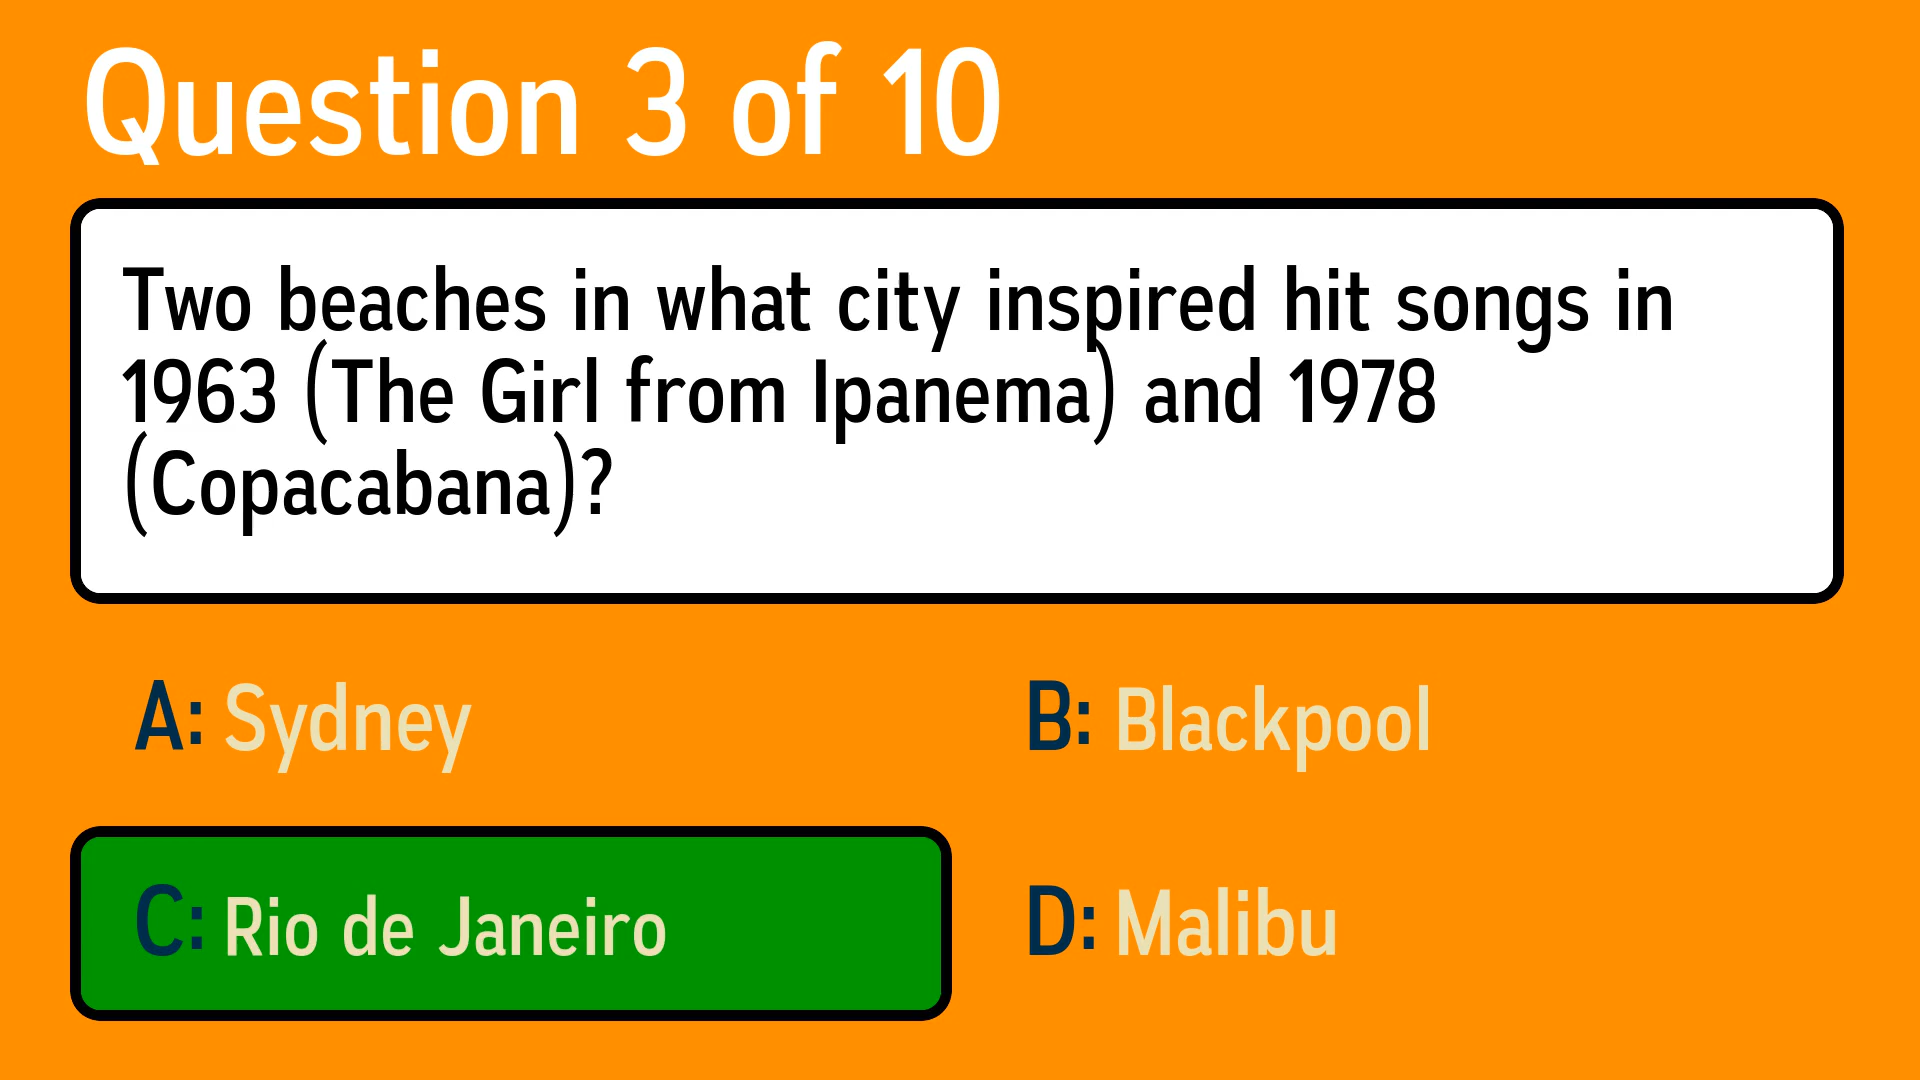 Question 3 of 10
Two beaches in what city inspired hit songs in
1963 (The Girl from Ipanema) and 1978
(Copacabana)?
A: Sydney
B: Blackpool
C: Rio de Janeiro
D: Malibu